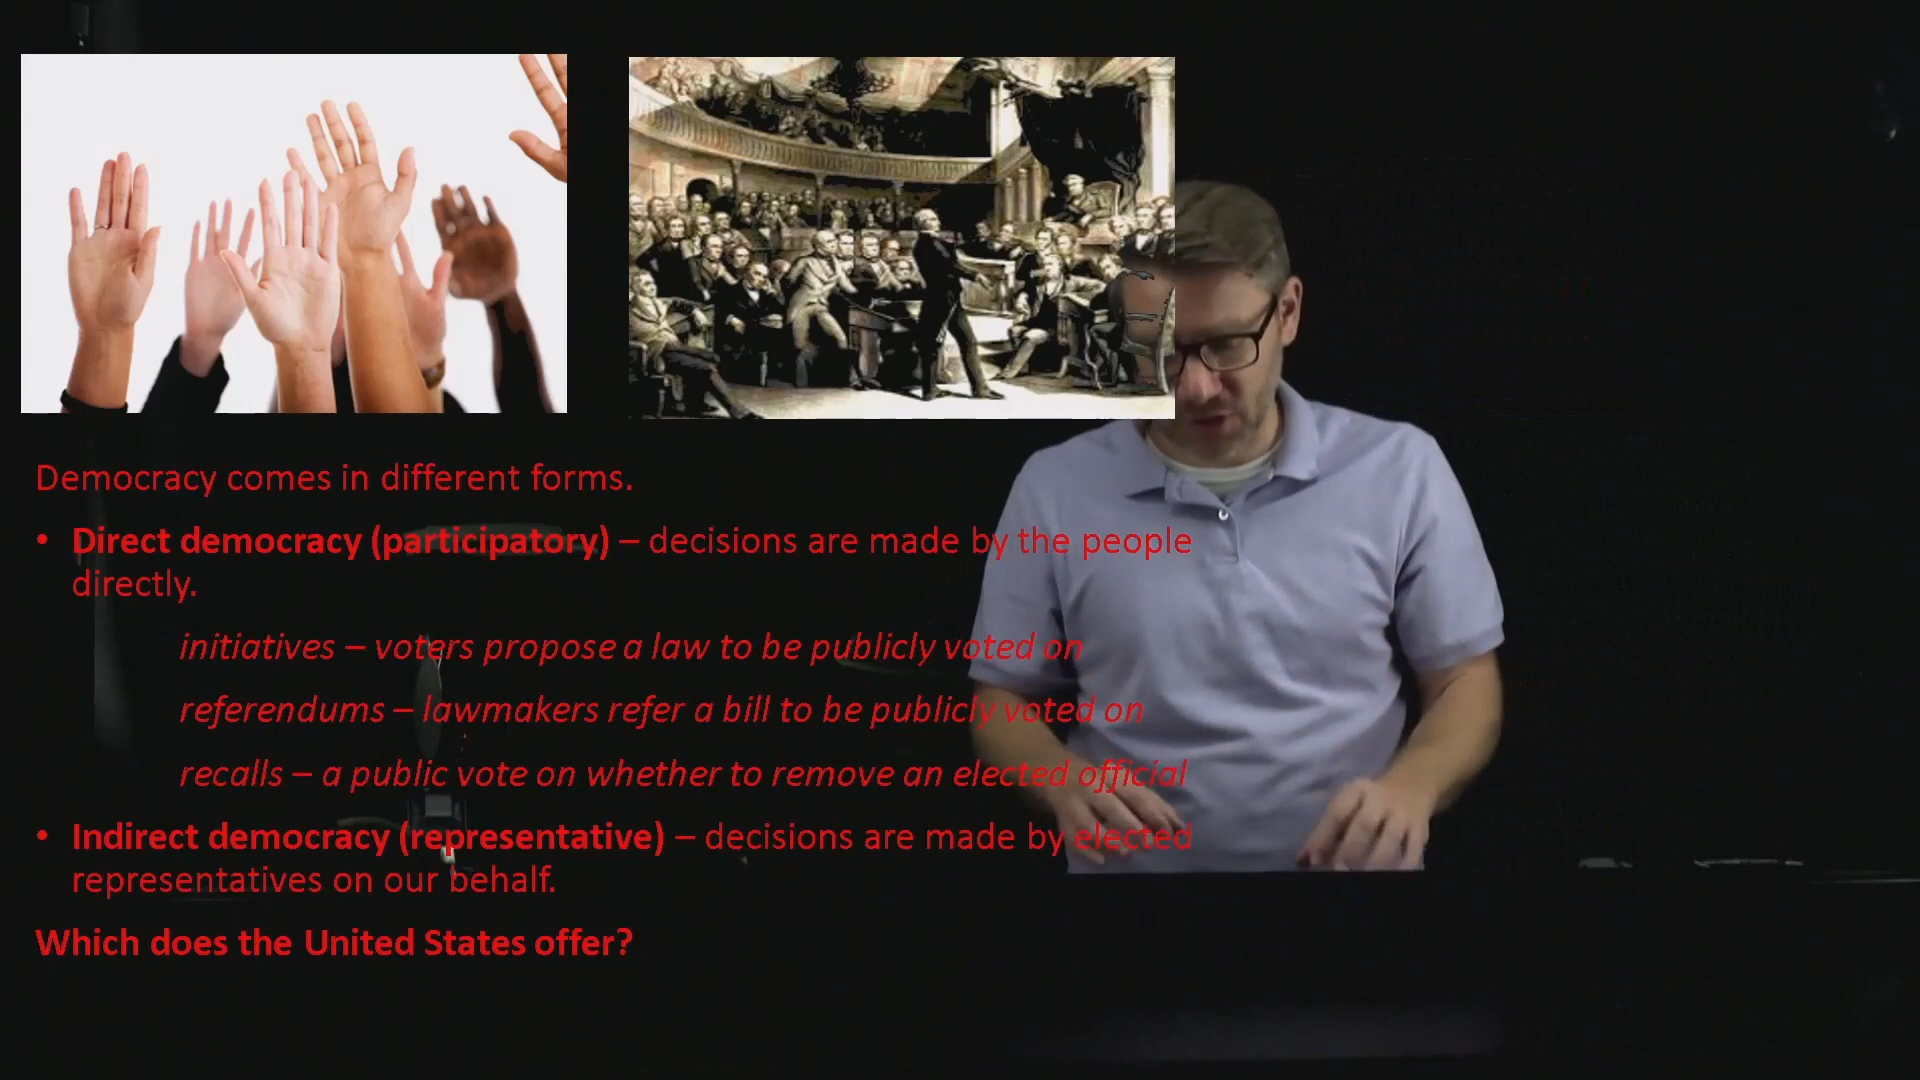 Democracy comes in different forms.
• Direct democracy (participatory) – decisions are made by the people
directly.
initiatives – voters propose a law to be publicly voted on
referendums – lawmakers refer a bill to be publicly voted on
recalls – a public vote on whether to remove an elected official
• Indirect democracy (representative) – decisions are made by elected
representatives on our behalf.
Which does the United States offer?